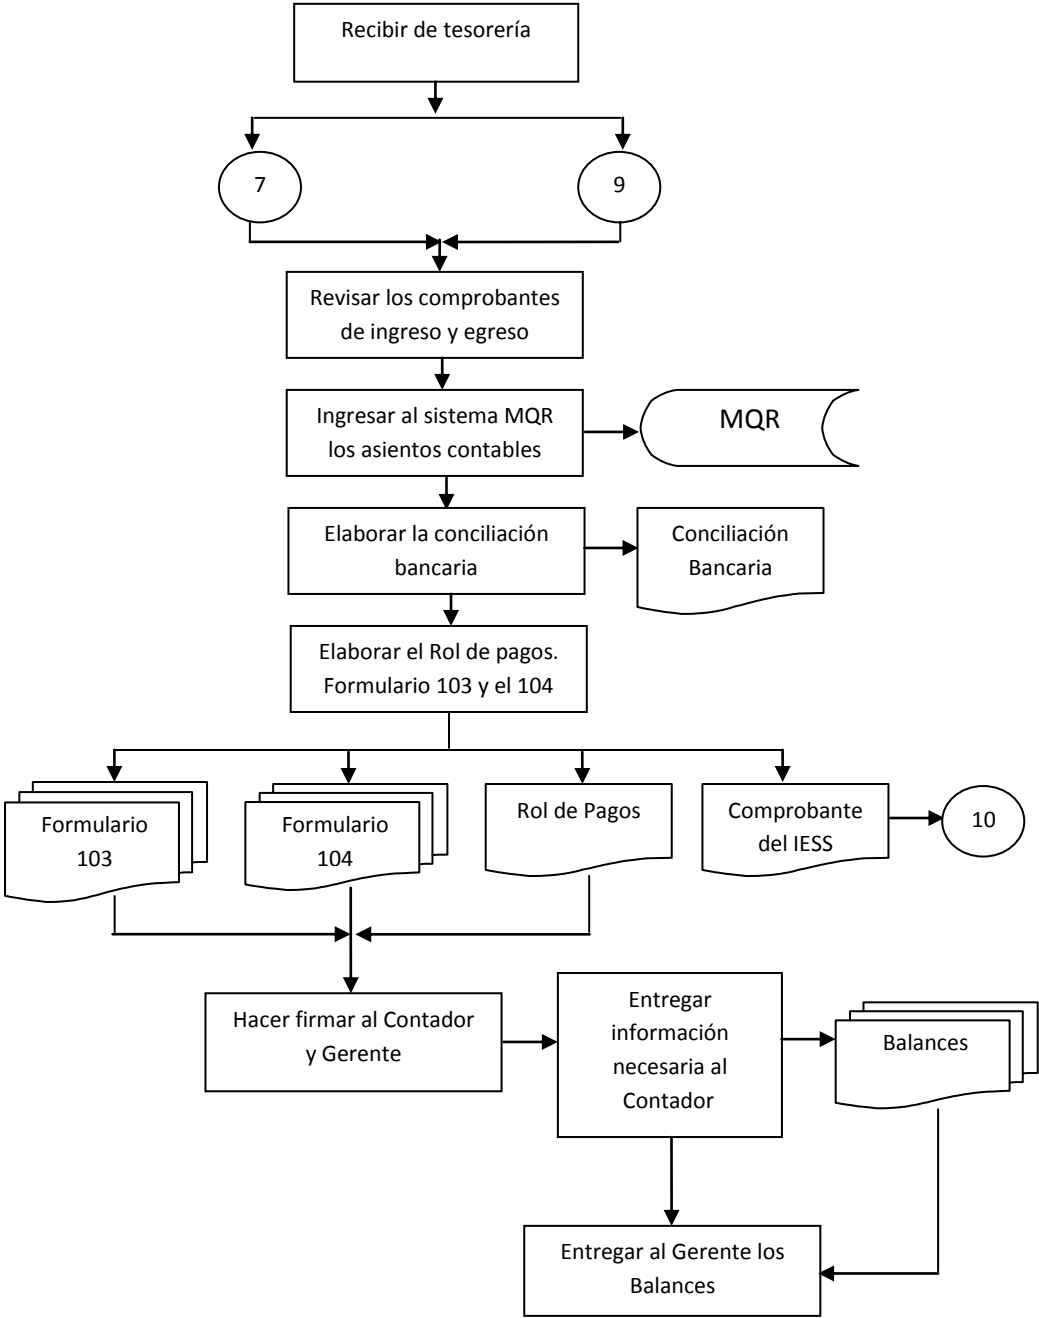 Recibir de tesorería
7
9
Revisar los comprobantes
de ingreso y egreso
Ingresar al sistema MQR
los asientos contables
MQR
Elaborar la conciliación
bancaria
Conciliación
Bancaria
Elaborar el Rol de pagos.
Formulario 103 y el 104
Formulario
103
Formulario
104
Rol de Pagos
Comprobante
del IESS
10
Hacer firmar al Contador
y Gerente
Entregar
información
necesaria al
Contador
Balances
Entregar al Gerente los
Balances